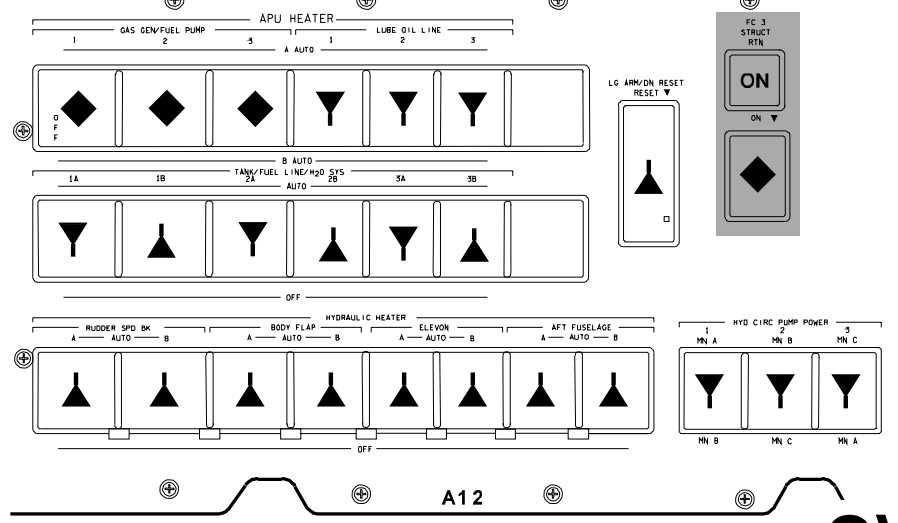 APU HEATER
GAS GEN/FUEL PUMP LUBE OIL LINE
1 2 3 1 2 3
A AUTO
OFF
B AUTO
TANK/FUEL LINE/H2O SYS
1A 1B 2A 2B 3A 3B
AUTO
OFF
LG ARM/DN RESET
RESET ▼
FC 3
STRUCT
RTN
ON
ON ▼
HYDRAULIC HEATER
RUDDER SPD BK BODY FLAP ELEVON AFT FUSELAGE
A AUTO B A AUTO B A AUTO B A AUTO B
OFF
HYD CIRC PUMP POWER
1 2 3
MN A MN B MN C
MN B MN C MN A
A12